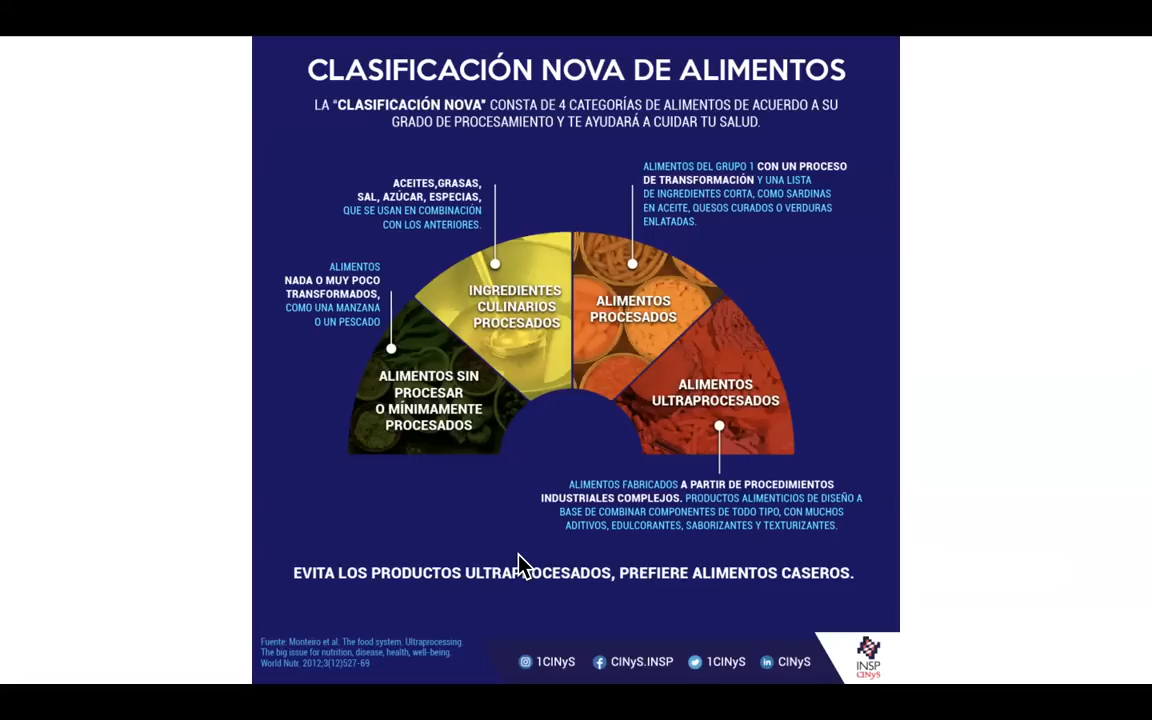 CLASIFICACIÓN NOVA DE ALIMENTOS
LA "CLASIFICACIÓN NOVA" CONSTA DE 4 CATEGORÍAS DE ALIMENTOS DE ACUERDO A SU
GRADO DE PROCESAMIENTO Y TE AYUDARÁ A CUIDAR TU SALUD.
ALIMENTOS
NADA O MUY POCO
TRANSFORMADOS,
COMO UNA MANZANA
O UN PESCADO
ACEITES,GRASAS,
SAL, AZÚCAR, ESPECIAS,
QUE SE USAN EN COMBINACIÓN
CON LOS ANTERIORES.
ALIMENTOS DEL GRUPO 1 CON UN PROCESO
DE TRANSFORMACIÓN Y UNA LISTA
DE INGREDIENTES CORTA, COMO SARDINAS
EN ACEITE, QUESOS CURADOS O VERDURAS
ENLATADAS.
ALIMENTOS SIN
PROCESAR
O MÍNIMAMENTE
PROCESADOS
INGREDIENTES
CULINARIOS
PROCESADOS
ALIMENTOS
PROCESADOS
ALIMENTOS
ULTRAPROCESADOS
ALIMENTOS FABRICADOS A PARTIR DE PROCEDIMIENTOS
INDUSTRIALES COMPLEJOS. PRODUCTOS ALIMENTICIOS DE DISEÑO A
BASE DE COMBINAR COMPONENTES DE TODO TIPO, CON MUCHOS
ADITIVOS, EDULCORANTES, SABORIZANTES Y TEXTURIZANTES.
EVITA LOS PRODUCTOS ULTRAPROCESADOS, PREFIERE ALIMENTOS CASEROS.
Fuente: Monteiro et al. The food system. Ultraprocessing.
The big issue for nutrition, disease, health, well-being.
World Nutr. 2012;3(12)527-69
1CINyS CINyS.INSP 1CINyS CINyS
INSP
CINyS